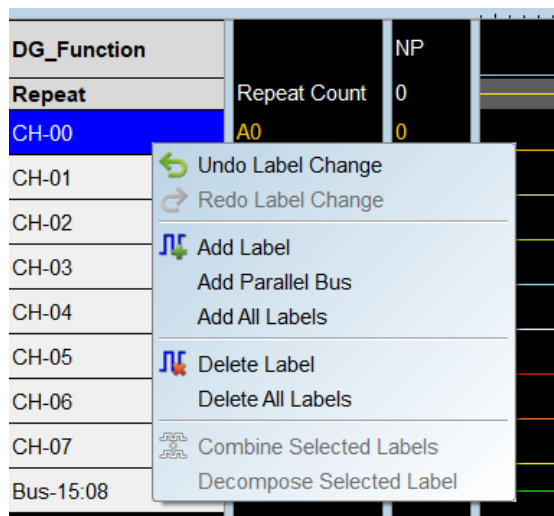 DG_Function NP
Repeat Repeat Count 0
CH-00 A0 0
CH-01
CH-02
CH-03
CH-04
CH-05
CH-06
CH-07
Bus-15:08
Undo Label Change
Redo Label Change
Add Label
Add Parallel Bus
Add All Labels
Delete Label
Delete All Labels
Combine Selected Labels
Decompose Selected Label